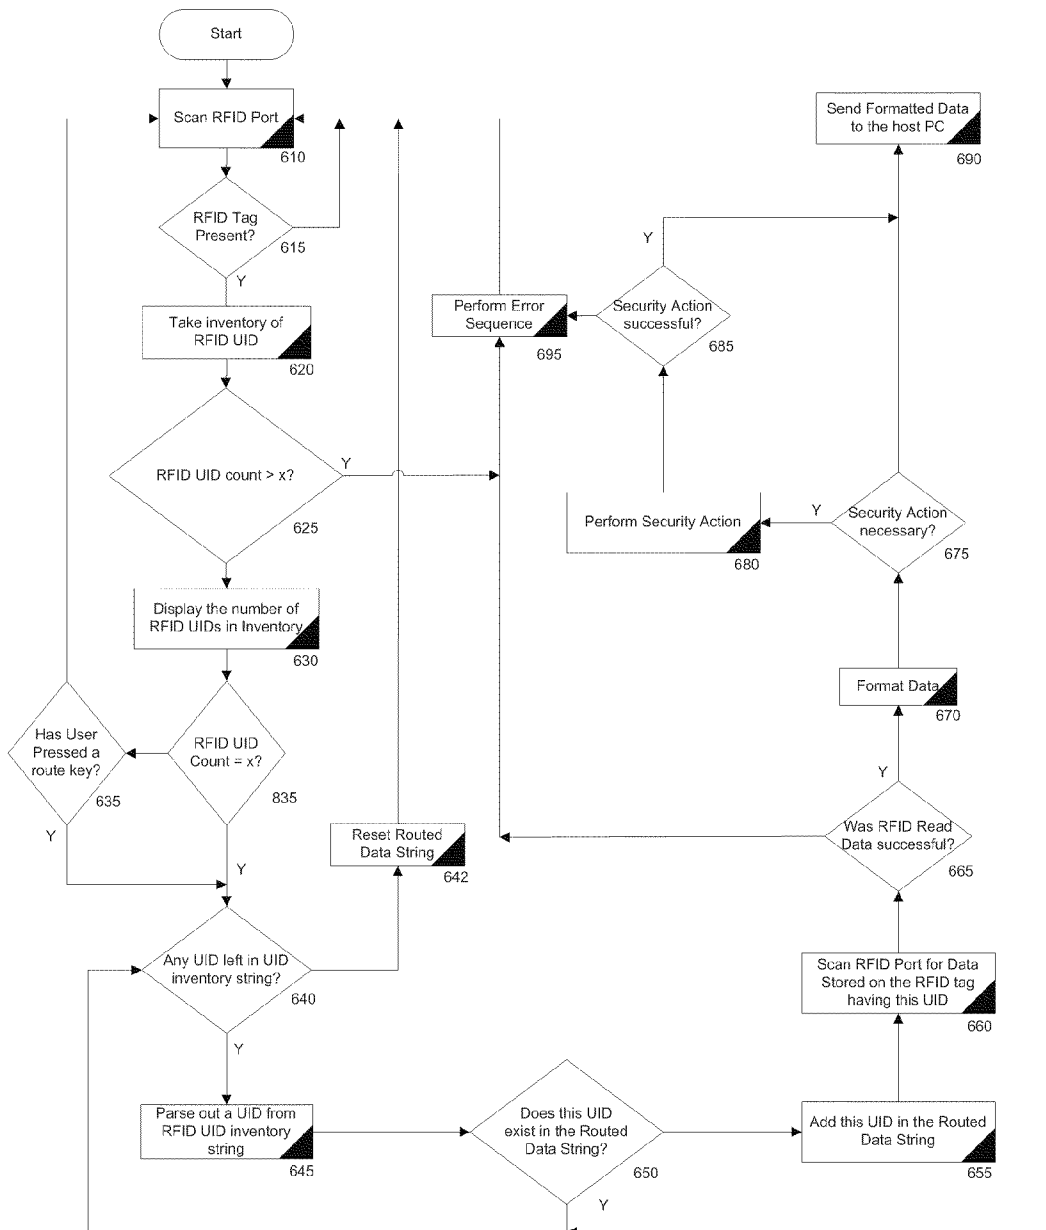 Start
Scan RFID Port
610
RFID Tag
Present?
615
Y
Take inventory of
RFID UID
620
RFID UID count > x?
Y
625
Display the number of
RFID UIDs in Inventory
630
Has User
Pressed a
route key?
635
Y
RFID UID
Count = x?
835
Y
Any UID left in UID
inventory string?
640
Y
Reset Routed
Data String
642
Parse out a UID from
RFID UID inventory
string
645
Does this UID
exist in the Routed
Data String?
650
Y
Add this UID in the Routed
Data String
655
Scan RFID Port for Data
Stored on the RFID tag
having this UID
660
Was RFID Read
Data successful?
665
Y
Format Data
670
Security Action
necessary?
675
Y
Perform Security Action
680
Security Action
successful?
685
Y
Perform Error
Sequence
695
Send Formatted Data
to the host PC
690